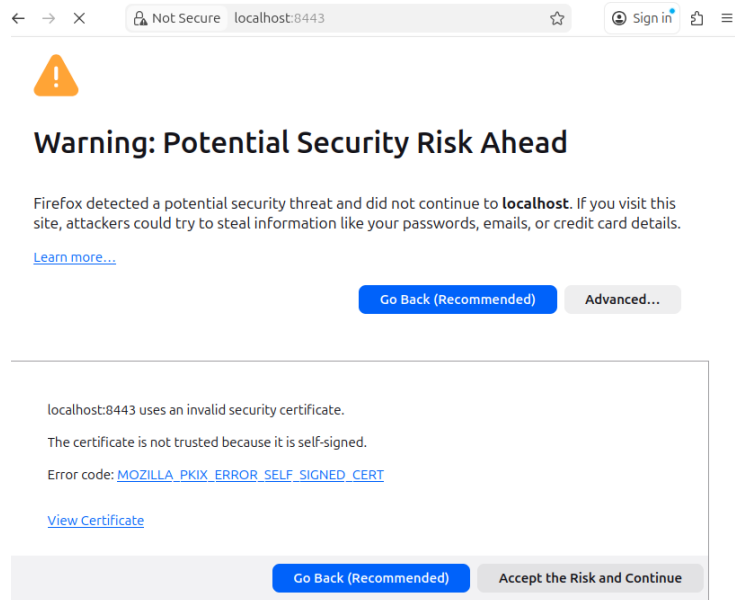 Not Secure localhost:8443 Sign in
Warning: Potential Security Risk Ahead
Firefox detected a potential security threat and did not continue to localhost. If you visit this
site, attackers could try to steal information like your passwords, emails, or credit card details.
Learn more…
Go Back (Recommended) Advanced…
localhost:8443 uses an invalid security certificate.
The certificate is not trusted because it is self-signed.
Error code: MOZILLA_PKIX_ERROR_SELF_SIGNED_CERT
View Certificate
Go Back (Recommended) Accept the Risk and Continue